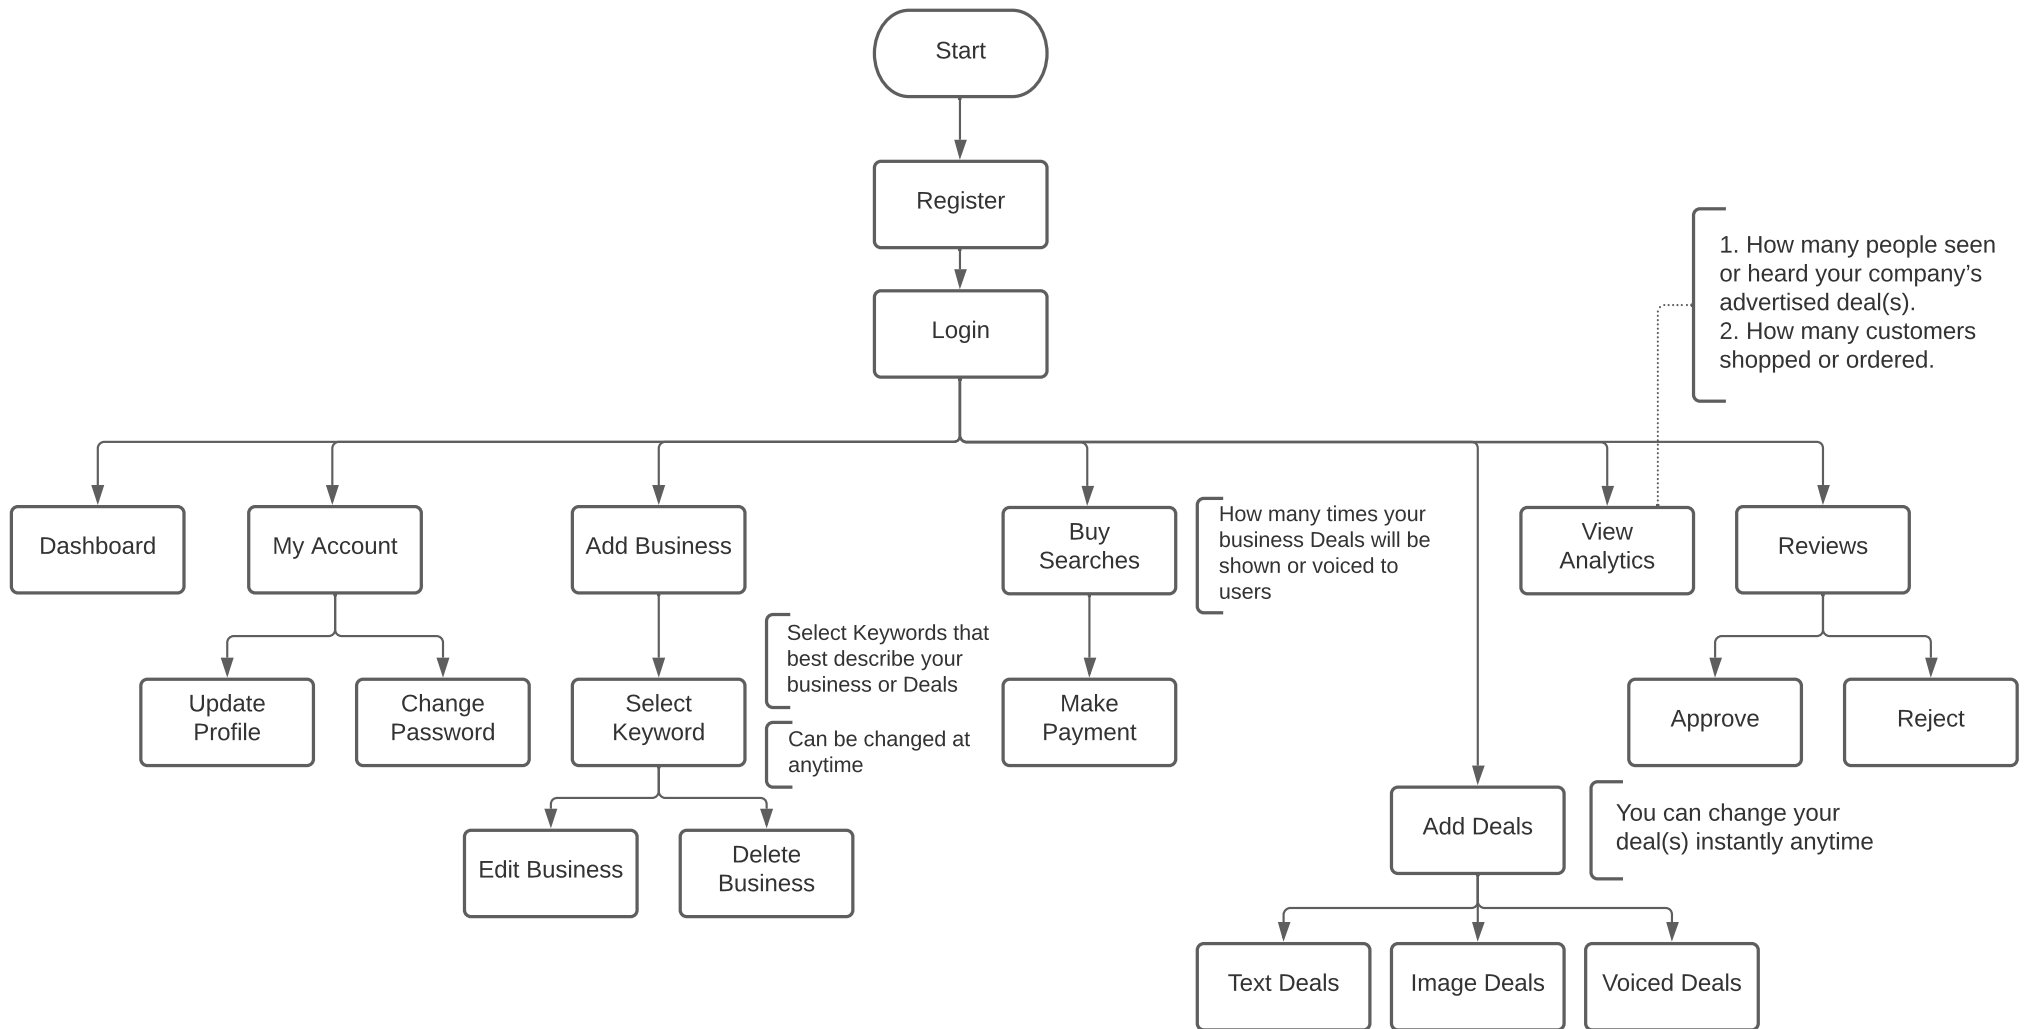 Start
Register
Login
1. How many people seen
or heard your company’s
advertised deal(s).
2. How many customers
shopped or ordered.
Dashboard
My Account
Add Business
Buy
Searches
How many times your
business Deals will be
shown or voiced to
users
View
Analytics
Reviews
Update
Profile
Change
Password
Select
Keyword
Select Keywords that
best describe your
business or Deals
Can be changed at
anytime
Make
Payment
Approve
Reject
Edit Business
Delete
Business
Add Deals
You can change your
deal(s) instantly anytime
Text Deals
Image Deals
Voiced Deals